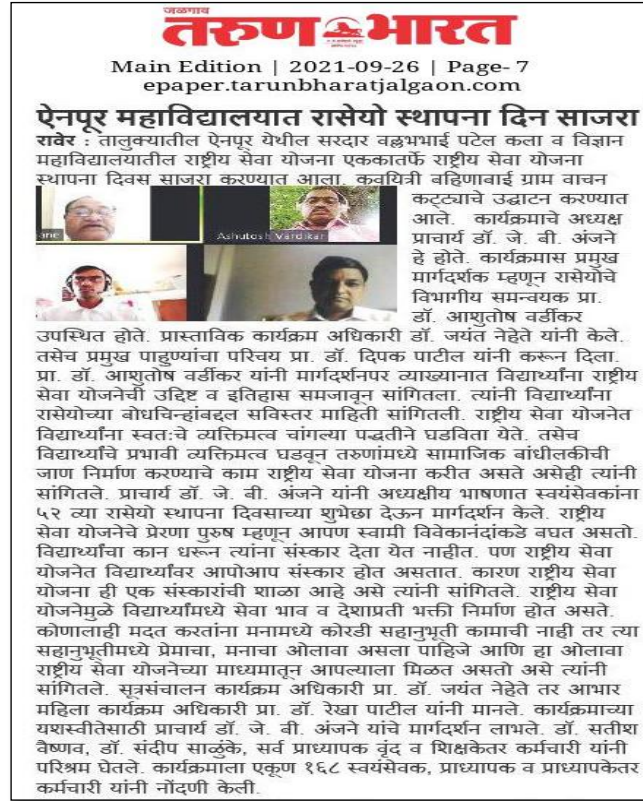 जळगाव
तरुण भारत
Main Edition | 2021-09-26 | Page- 7
epaper.tarunbharatjalgaon.com
ऐनपूर महाविद्यालयात रासेयो स्थापना दिन साजरा
रावेर : तालुक्यातील ऐनपूर येथील सरदार वल्लभभाई पटेल कला व विज्ञान
महाविद्यालयातील राष्ट्रीय सेवा योजना एककातर्फे राष्ट्रीय सेवा योजना
स्थापना दिवस साजरा करण्यात आला. कवयित्री बहिणाबाई ग्राम वाचन
कट्ट्याचे उद्घाटन करण्यात
आते. कार्यक्रमाचे अध्यक्ष
प्राचार्य डॉ. जे. बी. अंजने
हे होते. कार्यक्रमास प्रमुख
मार्गदर्शक म्हणून रासेयोचे
विभागीय समन्वयक प्रा.
डॉ. आशुतोष वर्डीकर
Ashutosh Vardikar
उपस्थित होते. प्रास्ताविक कार्यक्रम अधिकारी डॉ. जयंत नेहेते यांनी केले.
तसेच प्रमुख पाहुण्यांचा परिचय प्रा. डॉ. दिपक पाटील यांनी करून दिला.
प्रा. डॉ. आशुतोष वर्डीकर यांनी मार्गदर्शनपर व्याख्यानात विद्यार्थ्यांना राष्ट्रीय
सेवा योजनेची उद्दिष्ट व इतिहास समजावून सांगितला. त्यांनी विद्यार्थ्यांना
रासेयोच्या बोधचिन्हांबद्दल सविस्तर माहिती सांगितली. राष्ट्रीय सेवा योजनेत
विद्यार्थ्यांना स्वत:चे व्यक्तिमत्व चांगल्या पद्धतीने घडविता येते. तसेच
विद्यार्थ्यांचे प्रभावी व्यक्तिमत्व घडवून तरुणांमध्ये सामाजिक बांधीलकीची
जाण निर्माण करण्याचे काम राष्ट्रीय सेवा योजना करीत असते असेही त्यांनी
सांगितले. प्राचार्य डॉ. जे. बी. अंजने यांनी अध्यक्षीय भाषणात स्वयंसेवकांना
५२ व्या रासेयो स्थापना दिवसाच्या शुभेछा देऊन मार्गदर्शन केले. राष्ट्रीय
सेवा योजनेचे प्रेरणा पुरुष म्हणून आपण स्वामी विवेकानंदांकडे बघत असतो.
विद्यार्थ्यांचा कान धरून त्यांना संस्कार देता येत नाहीत. पण राष्ट्रीय सेवा
योजनेत विद्यार्थ्यांवर आपोआप संस्कार होत असतात. कारण राष्ट्रीय सेवा
योजना ही एक संस्कारांची शाळा आहे असे त्यांनी सांगितले. राष्ट्रीय सेवा
योजनेमुळे विद्यार्थ्यांमध्ये सेवा भाव व देशाप्रती भक्ती निर्माण होत असते.
कोणालाही मदत करतांना मनामध्ये कोरडी सहानुभूती कामाची नाही तर त्या
सहानुभूतीमध्ये प्रेमाचा, मनाचा ओलावा असला पाहिजे आणि हा ओलावा
राष्ट्रीय सेवा योजनेच्या माध्यमातून आपल्याला मिळत असतो असे त्यांनी
सांगितले. सूत्रसंचालन कार्यक्रम अधिकारी प्रा. डॉ. जयंत नेहेते तर आभार
महिला कार्यक्रम अधिकारी प्रा. डॉ. रेखा पाटील यांनी मानले. कार्यक्रमाच्या
यशस्वीतेसाठी प्राचार्य डॉ. जे. बी. अंजने यांचे मार्गदर्शन लाभले. डॉ. सतीश
वैष्णव, डॉ. संदीप साळुंके, सर्व प्राध्यापक वृंद व शिक्षकेतर कर्मचारी यांनी
परिश्रम घेतले. कार्यक्रमाला एकूण १६८ स्वयंसेवक, प्राध्यापक व प्राध्यापकेतर
कर्मचारी यांनी नोंदणी केली.